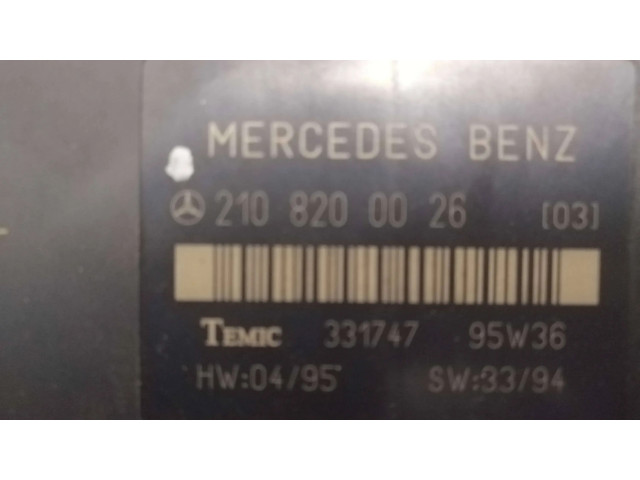 MERCEDES BENZ
210 820 00 26 [03]
TEMIC 331747 95W36
HW:04/95 SW:33/94